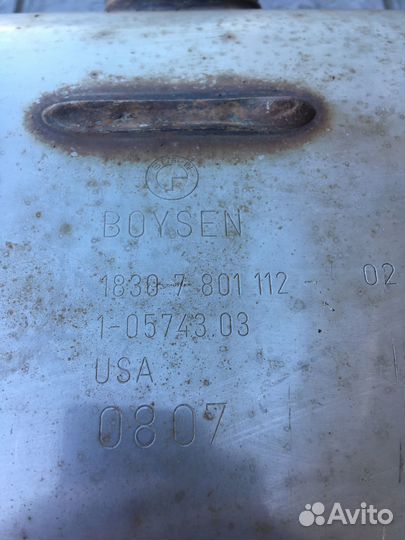 BOYSEN
1830-7 801 112 - 02
1-05743.03
USA
0807
Avito